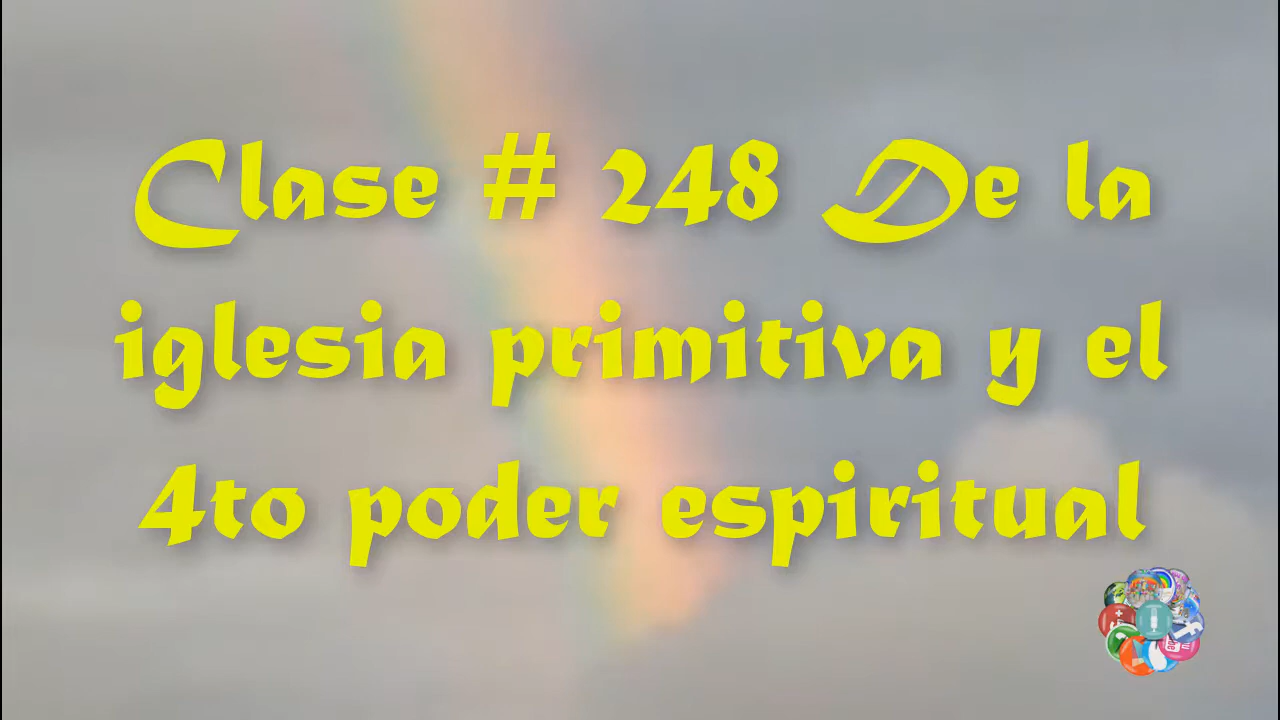 Clase # 248 De la
iglesia primitiva y el
4to poder espiritual